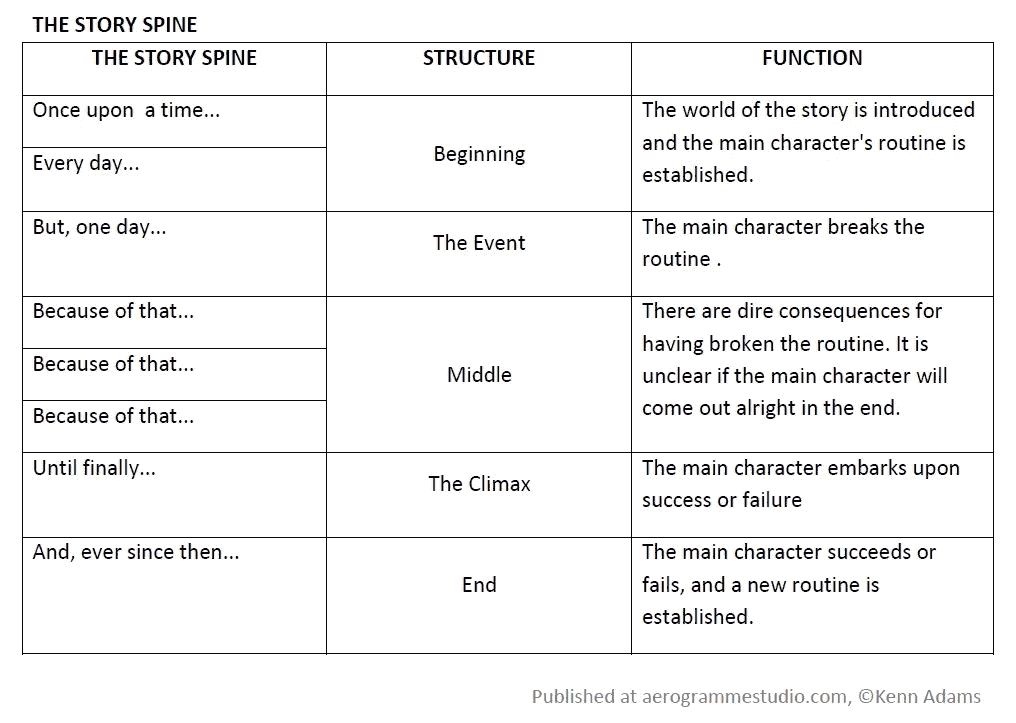 THE STORY SPINE
THE STORY SPINE
STRUCTURE
FUNCTION
Once upon  a time...
Every day...
Beginning
The world of the story is introduced
and the main character's routine is
established.
But, one day...
The Event
The main character breaks the
routine .
Because of that...
Because of that...
Because of that...
Middle
There are dire consequences for
having broken the routine. It is
unclear if the main character will
come out alright in the end.
Until finally...
The Climax
The main character embarks upon
success or failure
And, ever since then...
End
The main character succeeds or
fails, and a new routine is
established.
Published at aerogrammestudio.com, ©Kenn Adams